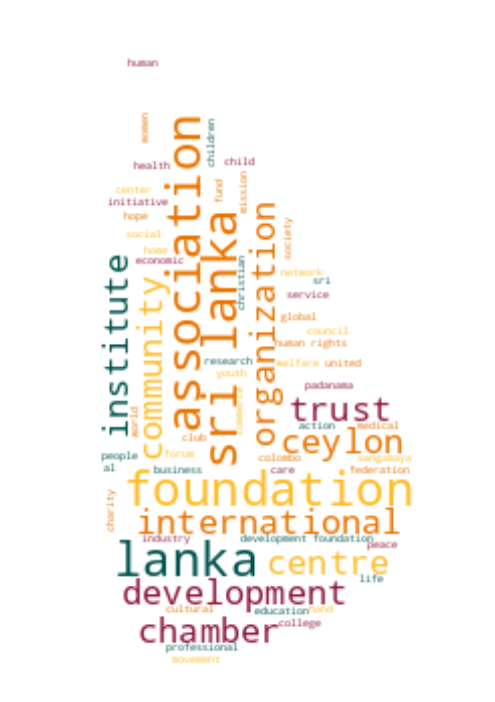 human
women
association
children
health
child
center
fund
mission
initiative
hope
sri lanka
organization
society
social
home
economic
institute
community
christian
network
sri
service
global
council
human rights
research
welfare united
youth
padanama
commerce
trust
world
action
medical
club
ceylon
people
forum
colombo
sangamaya
al
business
care
federation
foundation
charity
international
industry
development foundation
peace
lanka
centre
life
development
cultural
education
hand
chamber
college
professional
movement